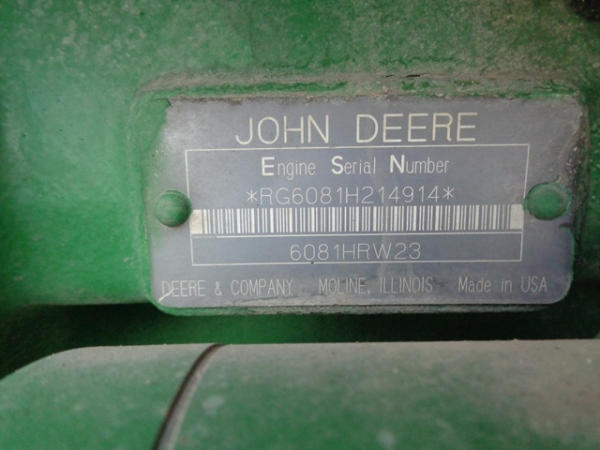 JOHN DEERE
Engine Serial Number
*RG6081H214914*
6081HRW23
DEERE & COMPANY MOLINE, ILLINOIS Made in USA